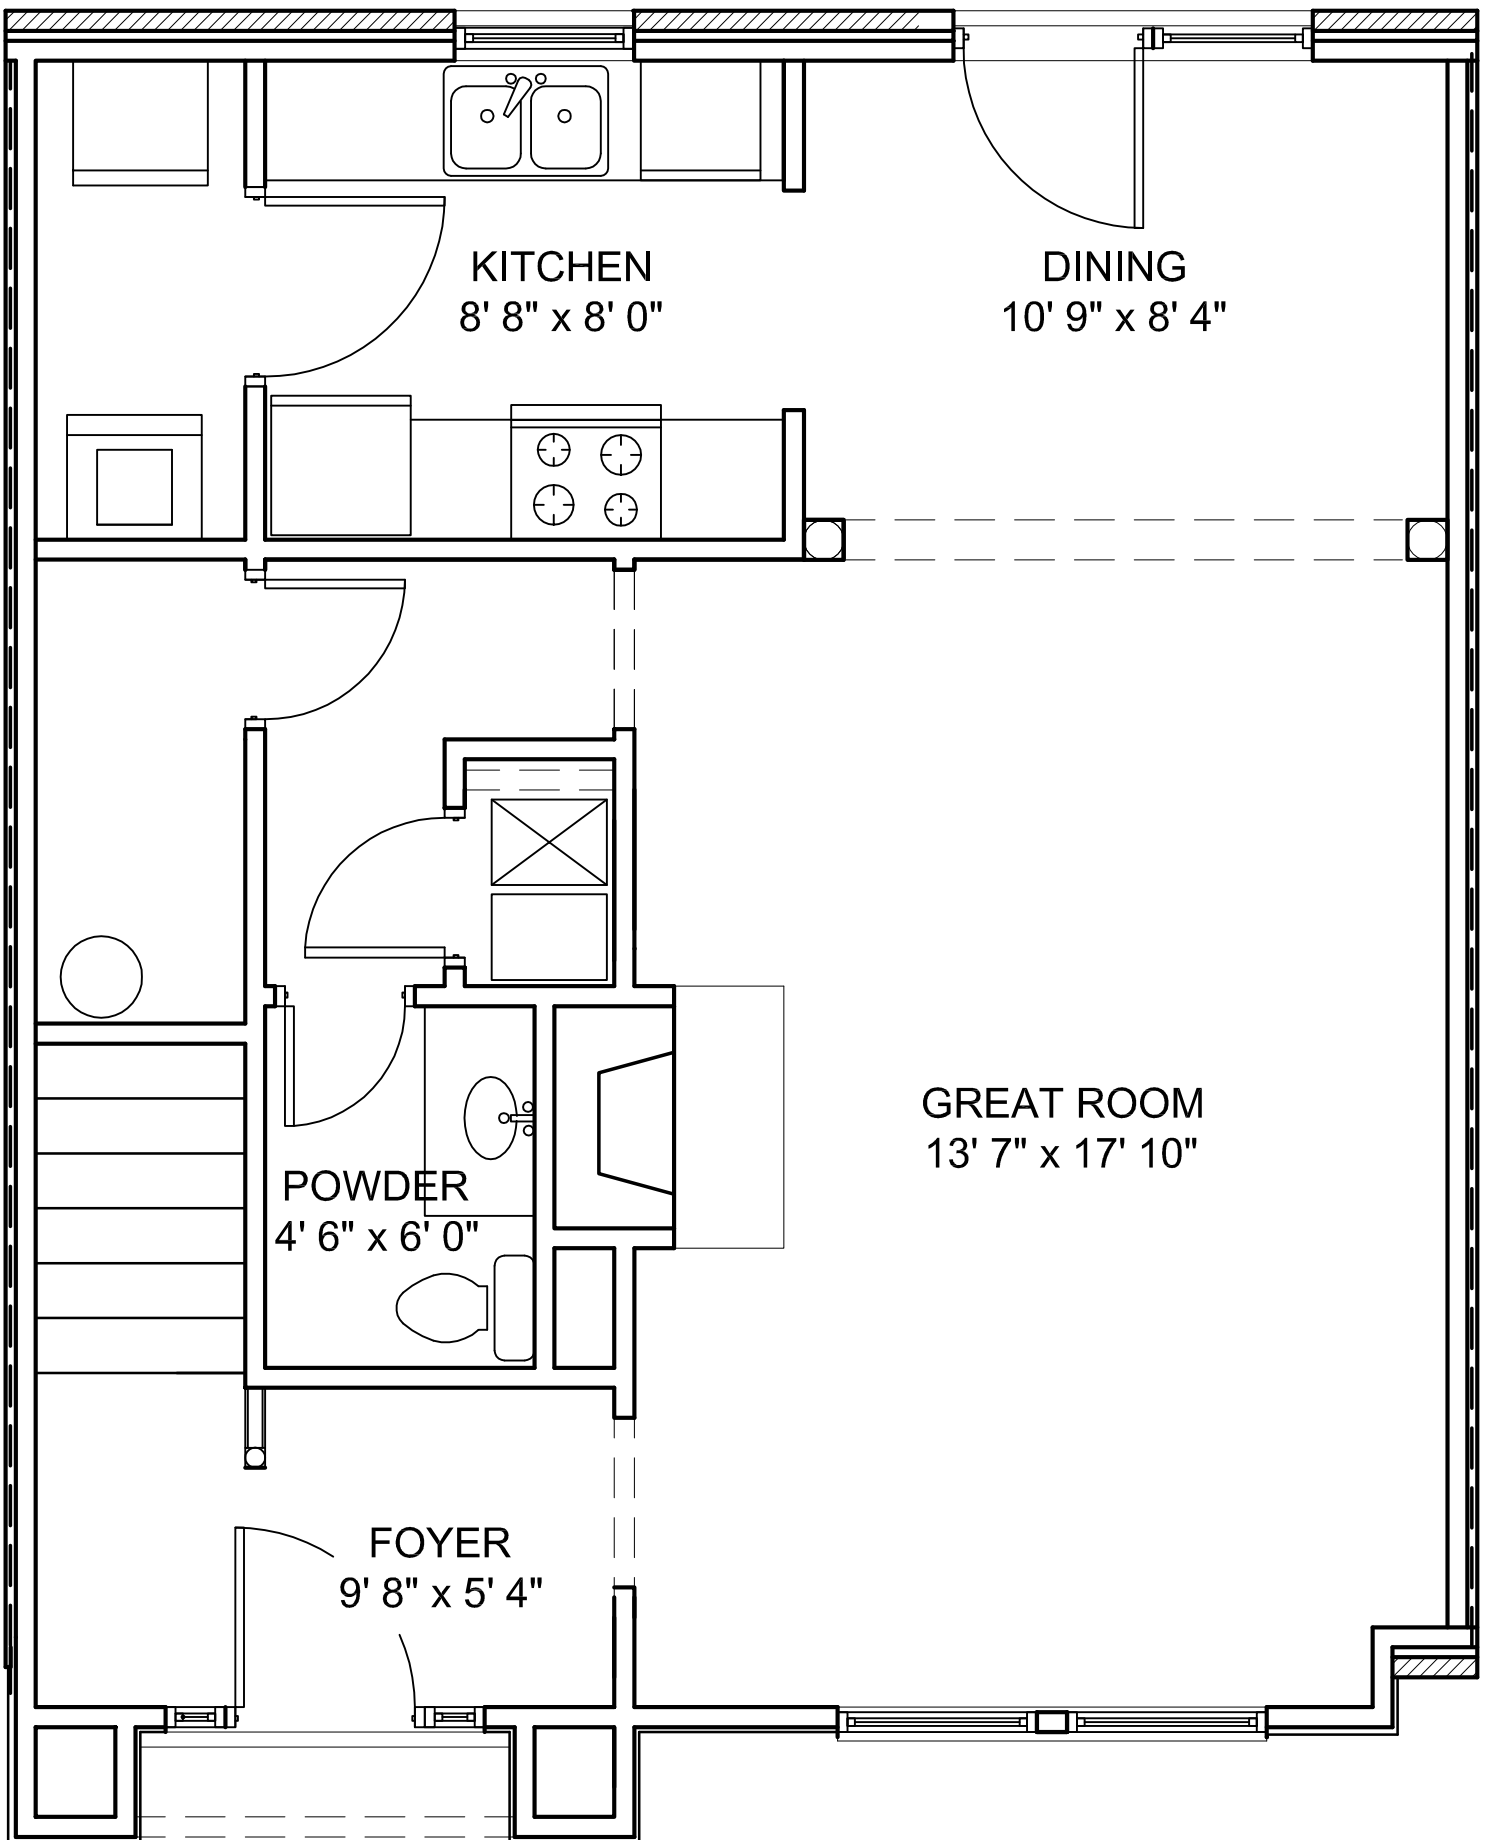 KITCHEN
8' 8" x 8' 0"
DINING
10' 9" x 8' 4"
GREAT ROOM
13' 7" x 17' 10"
POWDER
4' 6" x 6' 0"
FOYER
9' 8" x 5' 4"